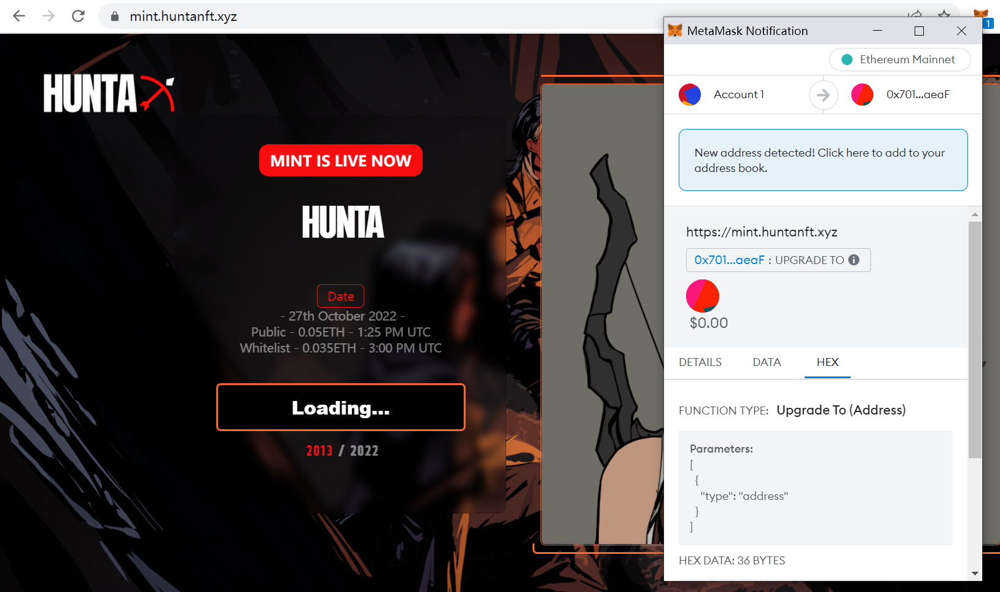 mint.huntanft.xyz
HUNTA
MINT IS LIVE NOW
HUNTA
Date
- 27th October 2022 -
Public - 0.05ETH - 1:25 PM UTC
Whitelist - 0.035ETH - 3:00 PM UTC
Loading...
2013 / 2022
1
MetaMask Notification
Ethereum Mainnet
Account 1
0x701...aeaF
New address detected! Click here to add to your
address book.
https://mint.huntanft.xyz
0x701...aeaF : UPGRADE TO
$0.00
DETAILS DATA HEX
FUNCTION TYPE: Upgrade To (Address)
Parameters:
[
{
"type": "address"
}
]
HEX DATA: 36 BYTES